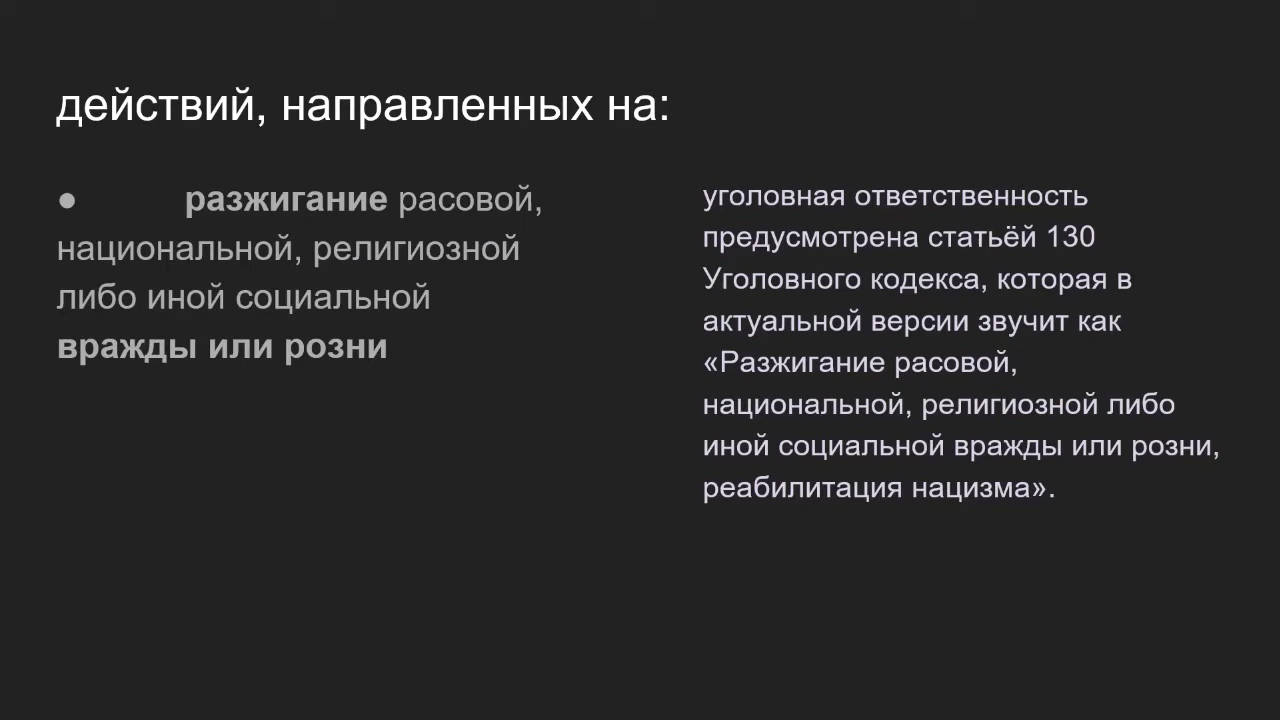 действий, направленных на:
● разжигание расовой,
национальной, религиозной
либо иной социальной
вражды или розни
уголовная ответственность
предусмотрена статьёй 130
Уголовного кодекса, которая в
актуальной версии звучит как
«Разжигание расовой,
национальной, религиозной либо
иной социальной вражды или розни,
реабилитация нацизма».